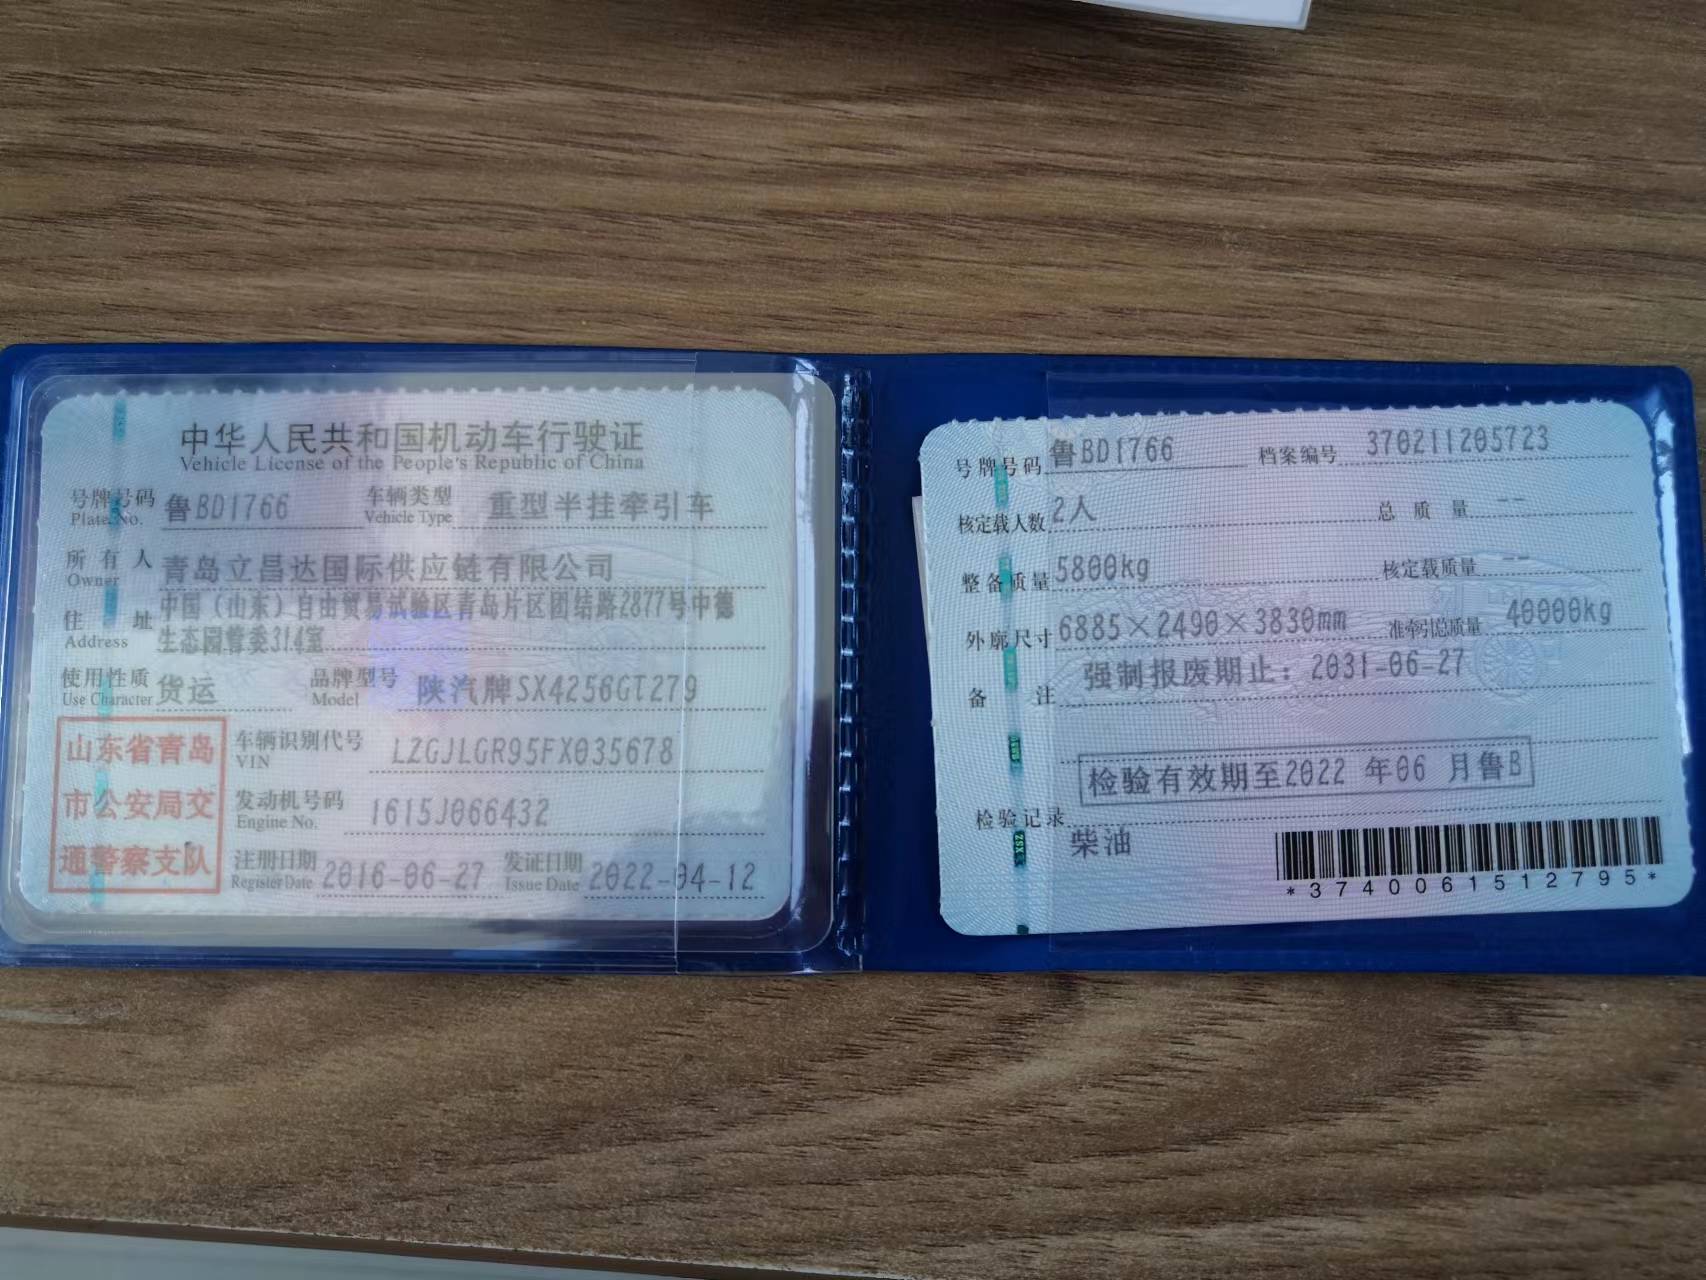 中华人民共和国机动车行驶证
Vehicle License of the People's Republic of China
号牌号码 鲁BD1766 车辆类型 重型半挂牵引车
Plate No. Vehicle Type
所有人 青岛立昌达国际供应链有限公司
Owner
住址 中国（山东）自由贸易试验区青岛片区团结路2877号中德
Address 生态园管委314室
使用性质 货运 品牌型号 陕汽牌SX4256GT279
Use Character Model
山东省青岛
市公安局交
通警察支队
车辆识别代号 LZGJLGR95FX035678
VIN
发动机号码 1615J066432
Engine No.
注册日期 2016-06-27 发证日期 2022-04-12
Register Date Issue Date
号牌号码 鲁BD1766 档案编号 370211205723
核定载人数 2人 总质量 --
整备质量 5800kg 核定载质量 --
外廓尺寸 6885×2490×3830mm 准牵引总质量 40000kg
备注 强制报废期止：2031-06-27
检验有效期至2022 年06 月鲁B
检验记录
柴油
*3740061512795*